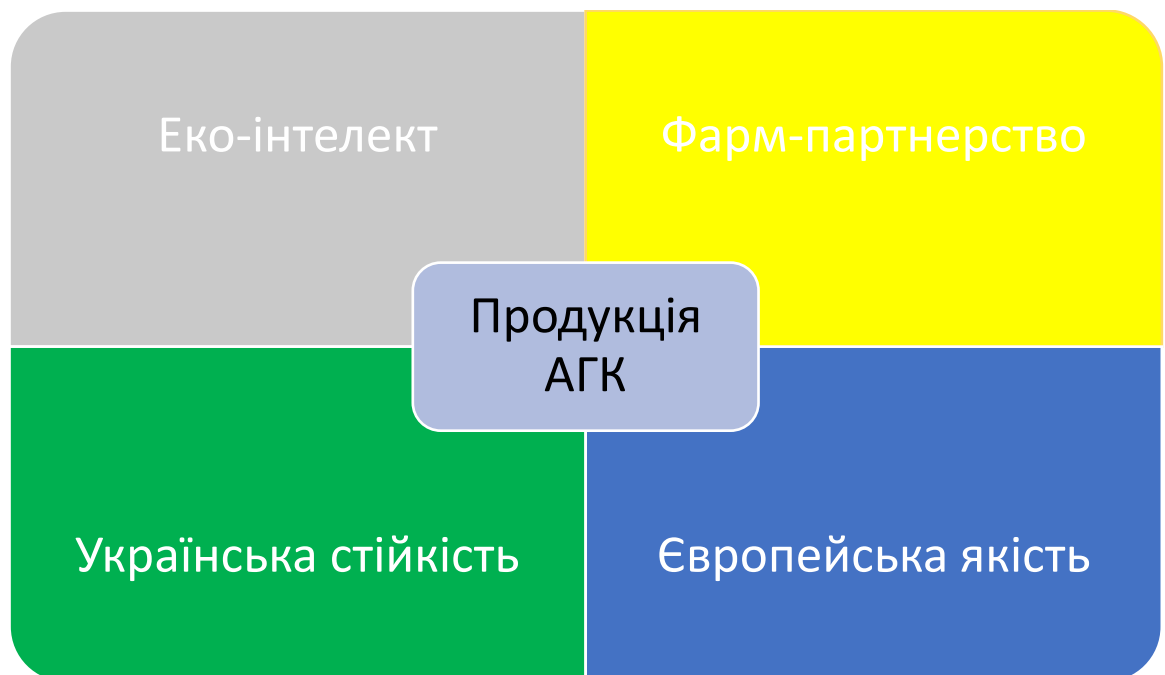 Еко-інтелект
Фарм-партнерство
Продукція
АГК
Українська стійкість
Європейська якість